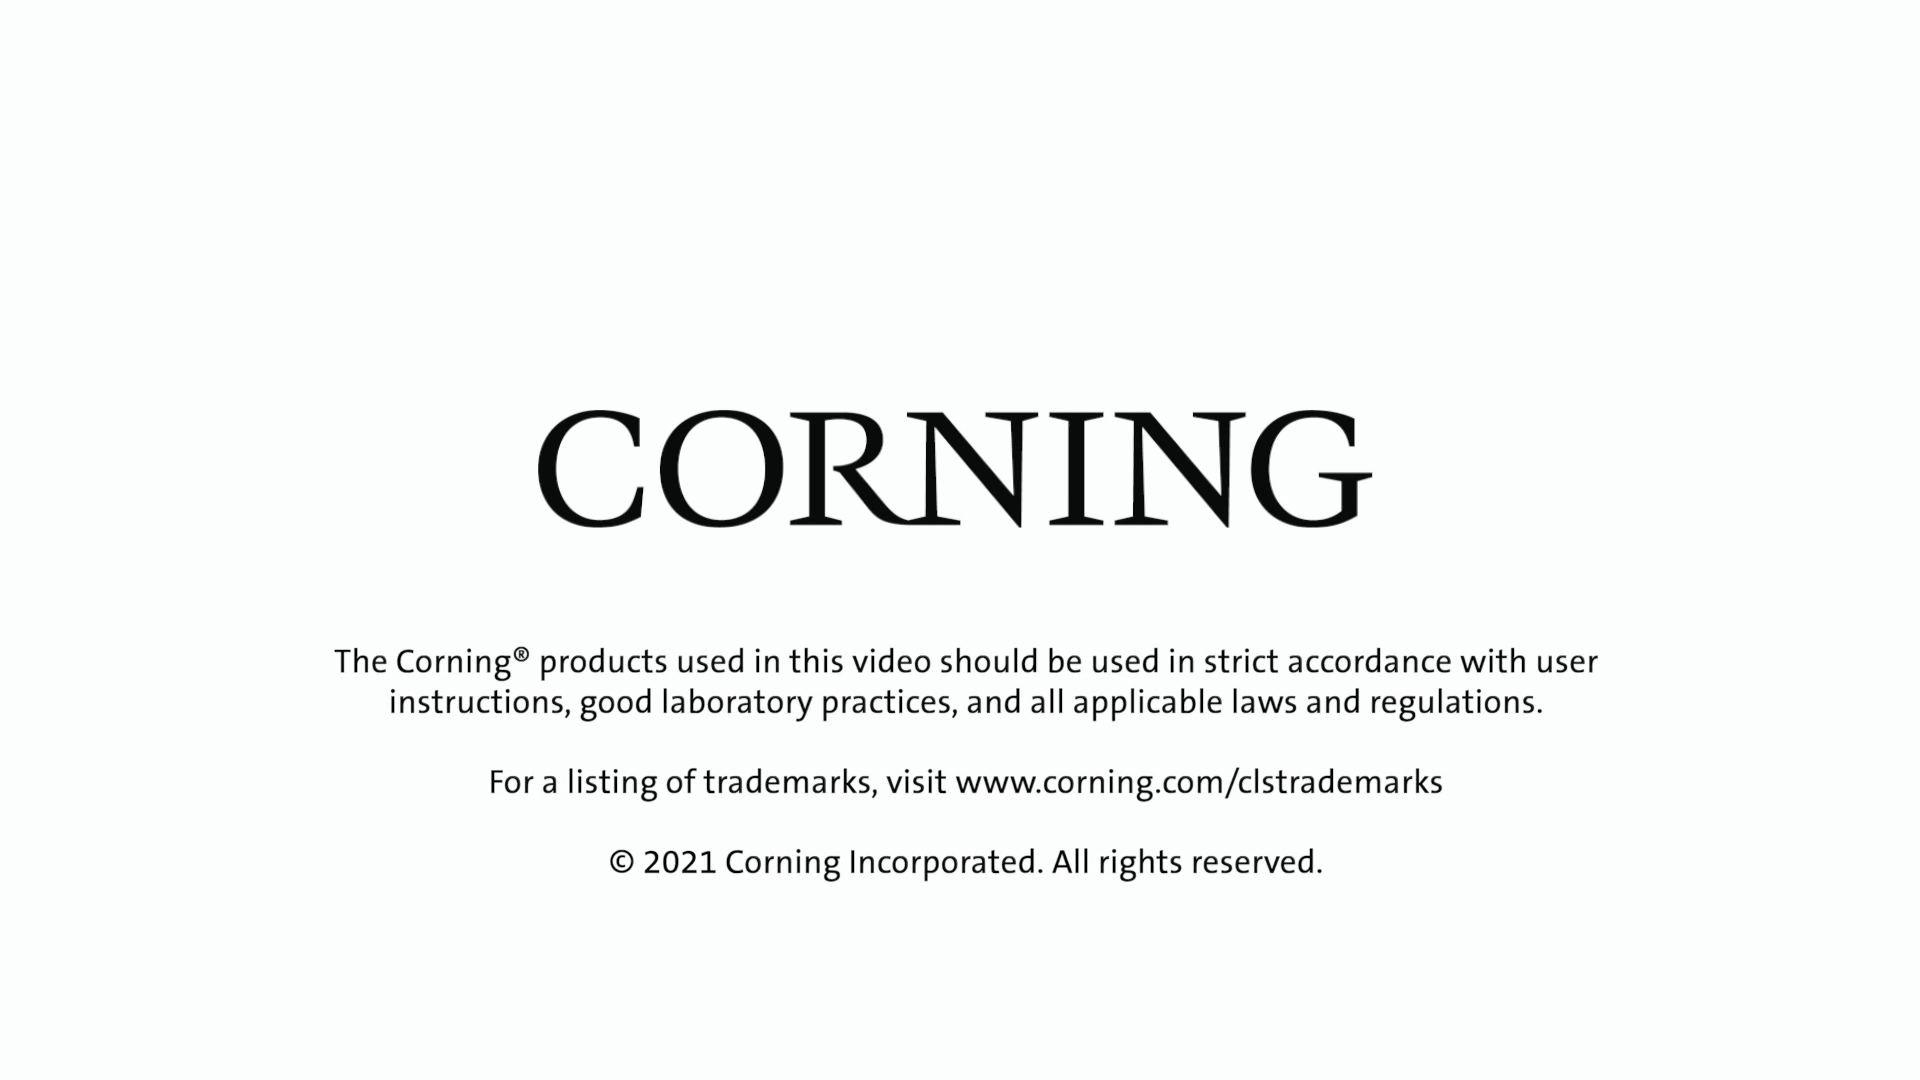 CORNING
The Corning® products used in this video should be used in strict accordance with user
instructions, good laboratory practices, and all applicable laws and regulations.
For a listing of trademarks, visit www.corning.com/clstrademarks
© 2021 Corning Incorporated. All rights reserved.